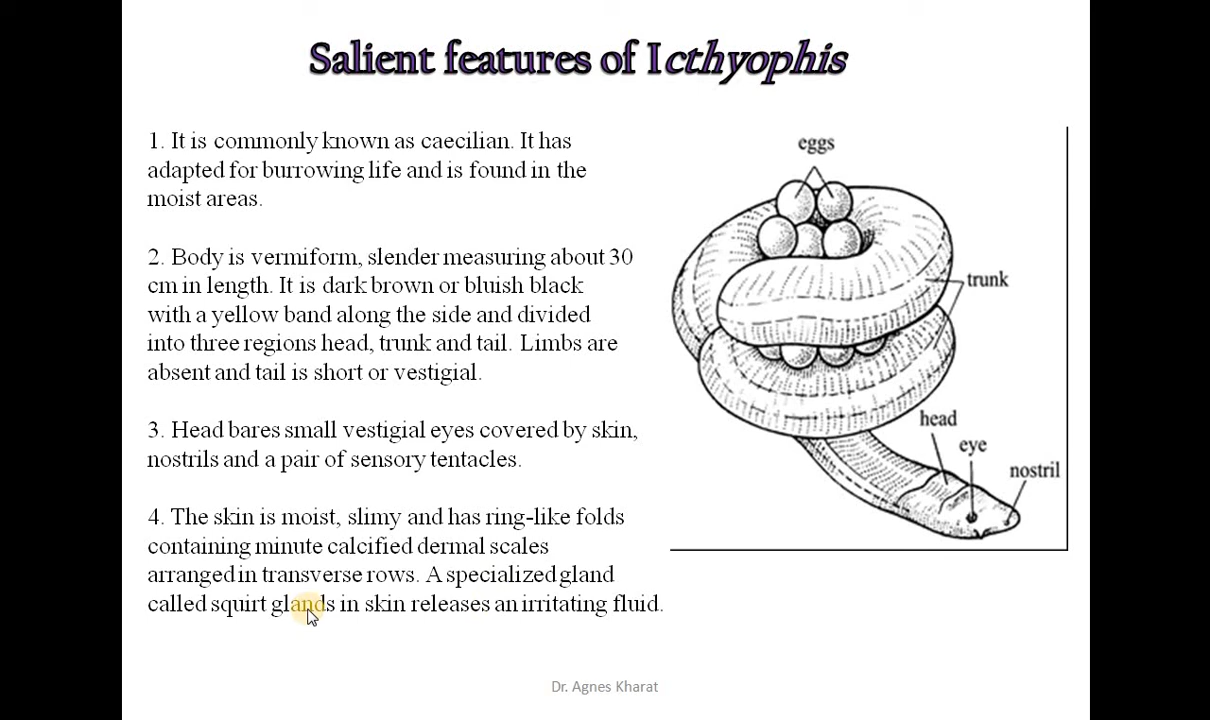 Salient features of Icthyophis
1. It is commonly known as caecilian. It has
adapted for burrowing life and is found in the
moist areas.
2. Body is vermiform, slender measuring about 30
cm in length. It is dark brown or bluish black
with a yellow band along the side and divided
into three regions head, trunk and tail. Limbs are
absent and tail is short or vestigial.
3. Head bares small vestigial eyes covered by skin,
nostrils and a pair of sensory tentacles.
4. The skin is moist, slimy and has ring-like folds
containing minute calcified dermal scales
arranged in transverse rows. A specialized gland
called squirt glands in skin releases an irritating fluid.
eggs
trunk
head
eye
nostril
Dr. Agnes Kharat